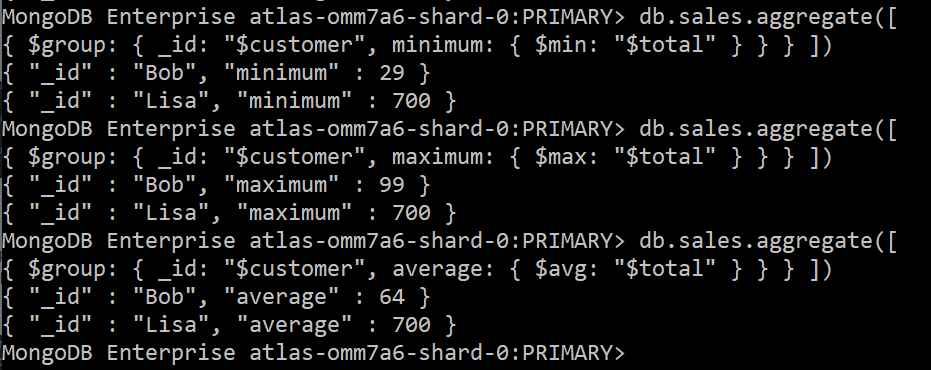 MongoDB Enterprise atlas-omm7a6-shard-0:PRIMARY> db.sales.aggregate([
{ $group: { _id: "$customer", minimum: { $min: "$total" } } } ])
{ "_id" : "Bob", "minimum" : 29 }
{ "_id" : "Lisa", "minimum" : 700 }
MongoDB Enterprise atlas-omm7a6-shard-0:PRIMARY> db.sales.aggregate([
{ $group: { _id: "$customer", maximum: { $max: "$total" } } } ])
{ "_id" : "Bob", "maximum" : 99 }
{ "_id" : "Lisa", "maximum" : 700 }
MongoDB Enterprise atlas-omm7a6-shard-0:PRIMARY> db.sales.aggregate([
{ $group: { _id: "$customer", average: { $avg: "$total" } } } ])
{ "_id" : "Bob", "average" : 64 }
{ "_id" : "Lisa", "average" : 700 }
MongoDB Enterprise atlas-omm7a6-shard-0:PRIMARY>